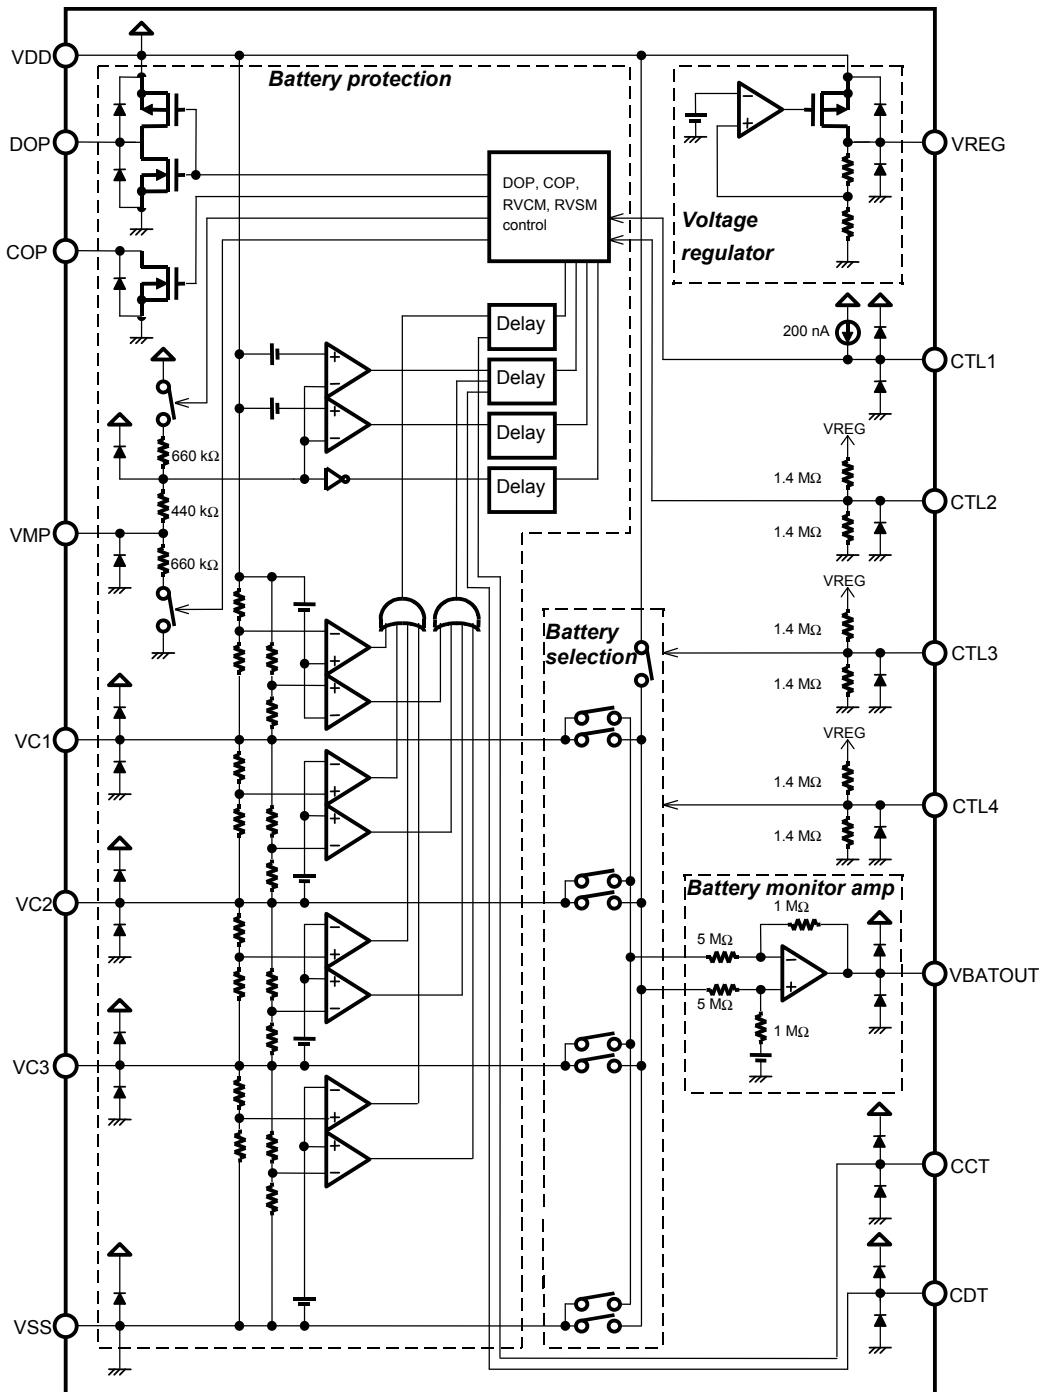 VDD
Battery protection
DOP
DOP, COP,
RVCM, RVSM
control
VREG
Voltage
regulator
COP
Delay
200 nA
CTL1
Delay
Delay
VREG
660 kΩ
1.4 MΩ
Delay
CTL2
440 kΩ
1.4 MΩ
VMP
660 kΩ
VREG
Battery
selection
1.4 MΩ
CTL3
1.4 MΩ
VC1
VREG
1.4 MΩ
CTL4
1.4 MΩ
Battery monitor amp
VC2
1 MΩ
5 MΩ
VBATOUT
5 MΩ
1 MΩ
VC3
CCT
CDT
VSS